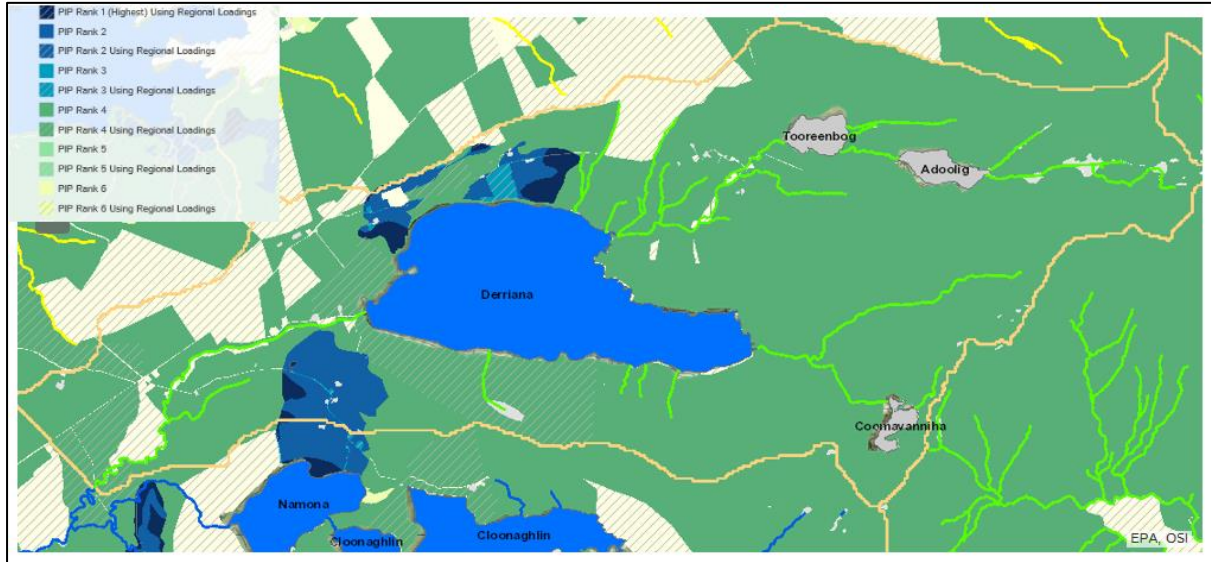 PIP Rank 1 (Highest) Using Regional Loadings
PIP Rank 2
PIP Rank 2 Using Regional Loadings
PIP Rank 3
PIP Rank 3 Using Regional Loadings
PIP Rank 4
PIP Rank 4 Using Regional Loadings
PIP Rank 5
PIP Rank 5 Using Regional Loadings
PIP Rank 6
PIP Rank 6 Using Regional Loadings
Tooreenbog
Adoolig
Derriana
Coomavanniha
Namona
Cloonaghlin
Cloonaghlin
EPA, OSI